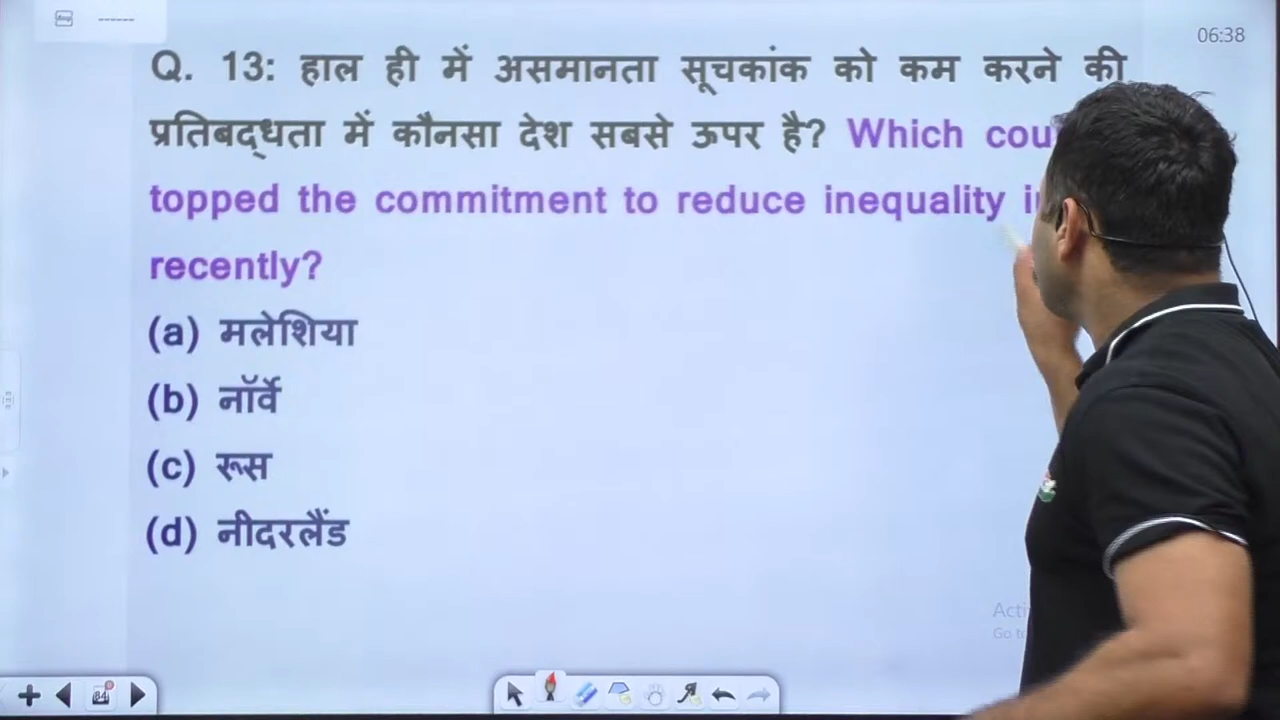 06:38
Q. 13: हाल ही में असमानता सूचकांक को कम करने की
प्रतिबद्धता में कौनसा देश सबसे ऊपर है? Which
topped the commitment to reduce inequality
recently?
(a) मलेशिया
(b) नॉर्वे
(c) रूस
(d) नीदरलैंड
84